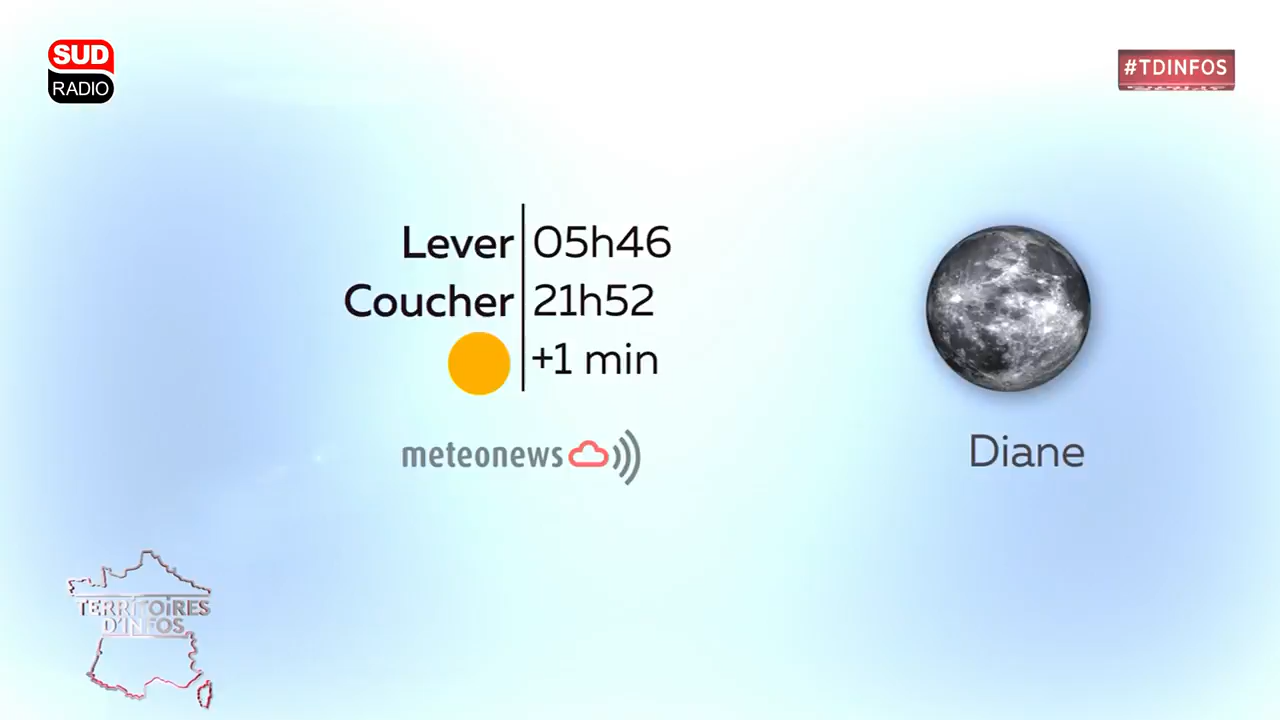 SUD
RADIO
#TDINFOS
Lever 05h46
Coucher 21h52
+1 min
meteonews
Diane
TERRITOIRES
D'INFOS